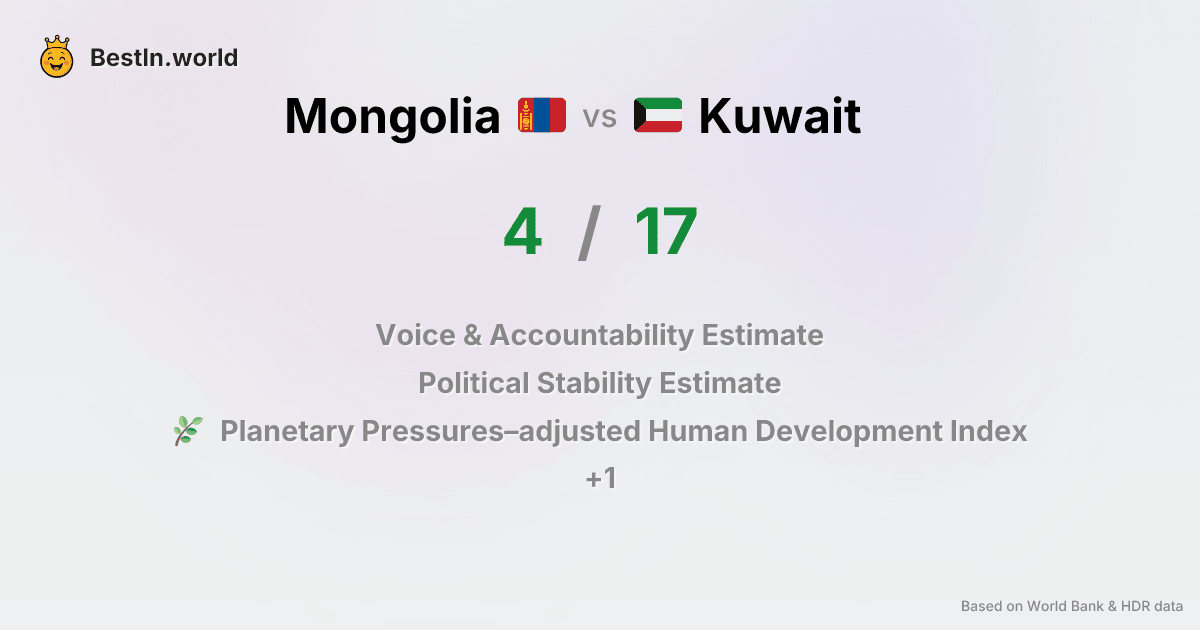 BestIn.world
Mongolia vs Kuwait
4 / 17
Voice & Accountability Estimate
Political Stability Estimate
Planetary Pressures–adjusted Human Development Index
+1
Based on World Bank & HDR data